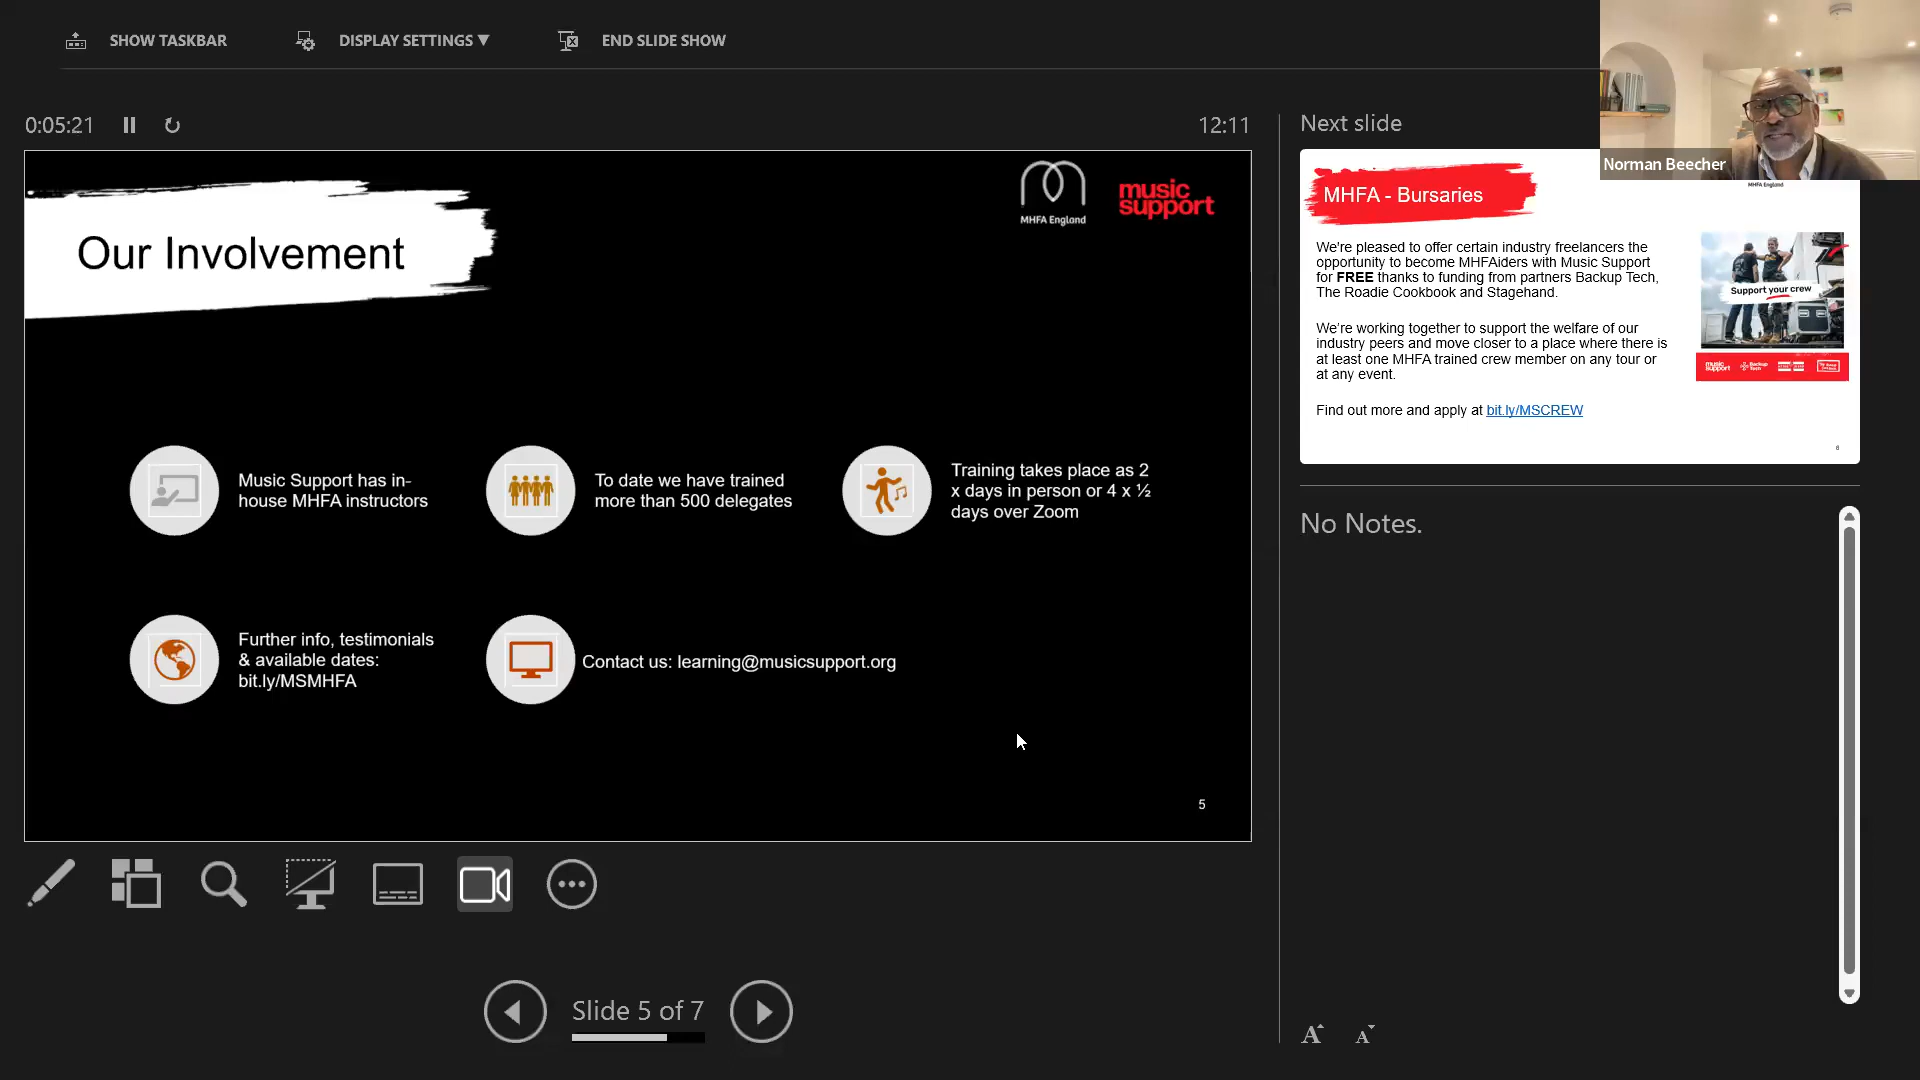 SHOW TASKBAR
DISPLAY SETTINGS ▼
END SLIDE SHOW
0:05:21
12:11
Next slide
Norman Beecher
Our Involvement
MHFA England
music
support
Music Support has in-
house MHFA instructors
To date we have trained
more than 500 delegates
Training takes place as 2
x days in person or 4 x ½
days over Zoom
Further info, testimonials
& available dates:
bit.ly/MSMHFA
Contact us: learning@musicsupport.org
5
MHFA England
MHFA - Bursaries
We're pleased to offer certain industry freelancers the
opportunity to become MHFAiders with Music Support
for FREE thanks to funding from partners Backup Tech,
The Roadie Cookbook and Stagehand.
We're working together to support the welfare of our
industry peers and move closer to a place where there is
at least one MHFA trained crew member on any tour or
at any event.
Find out more and apply at bit.ly/MSCREW
Support your crew
music
support
Backup
Tech
6
No Notes.
Slide 5 of 7
A
A